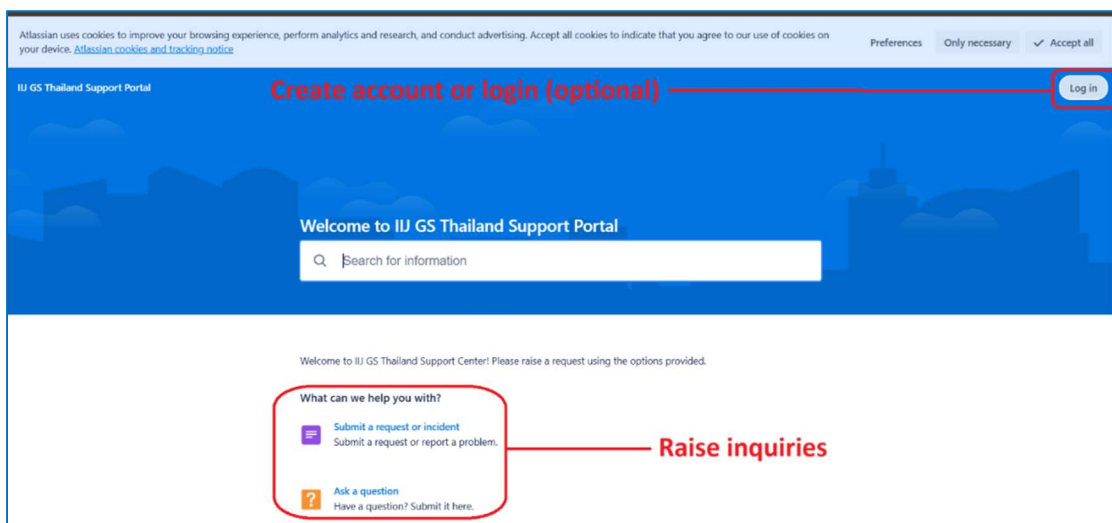 Atlassian uses cookies to improve your browsing experience, perform analytics and research, and conduct advertising. Accept all cookies to indicate that you agree to our use of cookies on
your device. Atlassian cookies and tracking notice
Preferences
Only necessary
Accept all
IIJ GS Thailand Support Portal
Create account or login (optional)
Log in
Welcome to IIJ GS Thailand Support Portal
Search for information
Welcome to IIJ GS Thailand Support Center! Please raise a request using the options provided.
What can we help you with?
Submit a request or incident
Submit a request or report a problem.
Raise inquiries
Ask a question
Have a question? Submit it here.